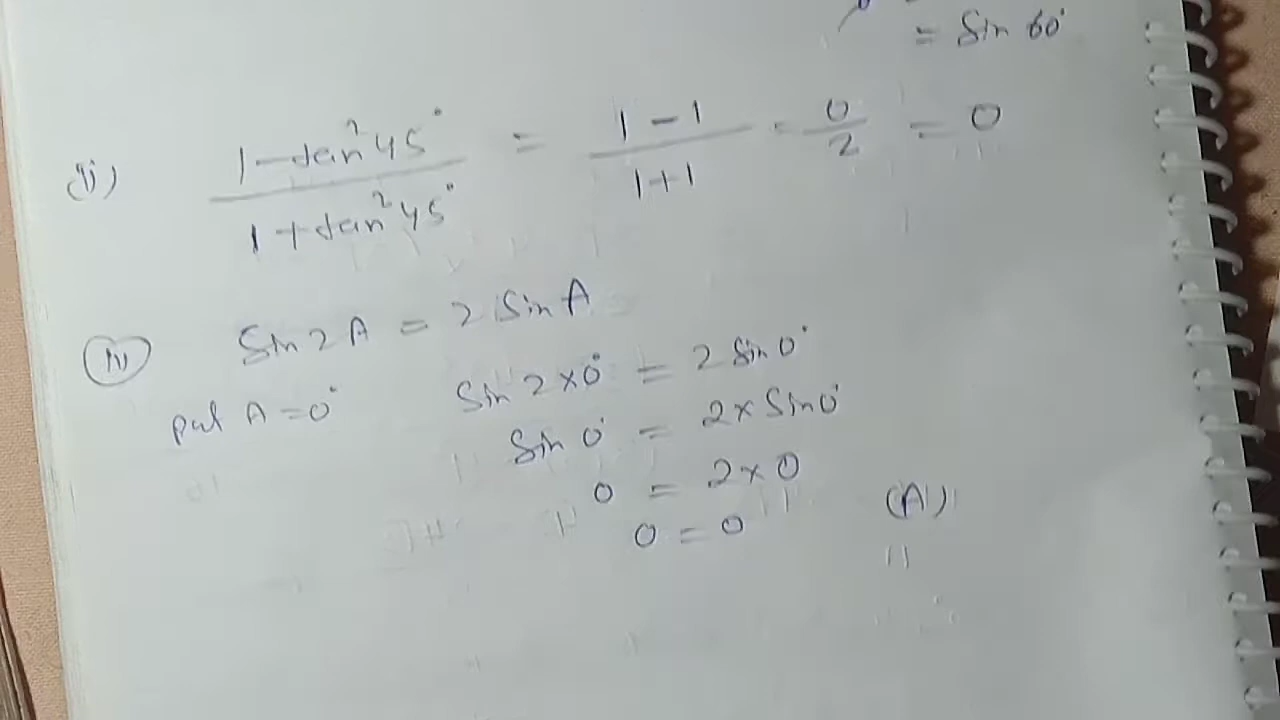 = Sin 60°
(ii) 1-tan²45° / 1+tan²45° = 1-1 / 1+1 = 0/2 = 0
(iii) Sin 2A = 2 Sin A
put A = 0° Sin 2×0° = 2 Sin 0°
Sin 0° = 2× Sin 0°
0 = 2×0
0 = 0 (A)